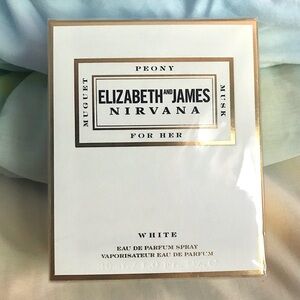 PEONY
MUGUET
ELIZABETH AND JAMES
MUSK
NIRVANA
FOR HER
WHITE
EAU DE PARFUM SPRAY
VAPORISATEUR EAU DE PARFUM